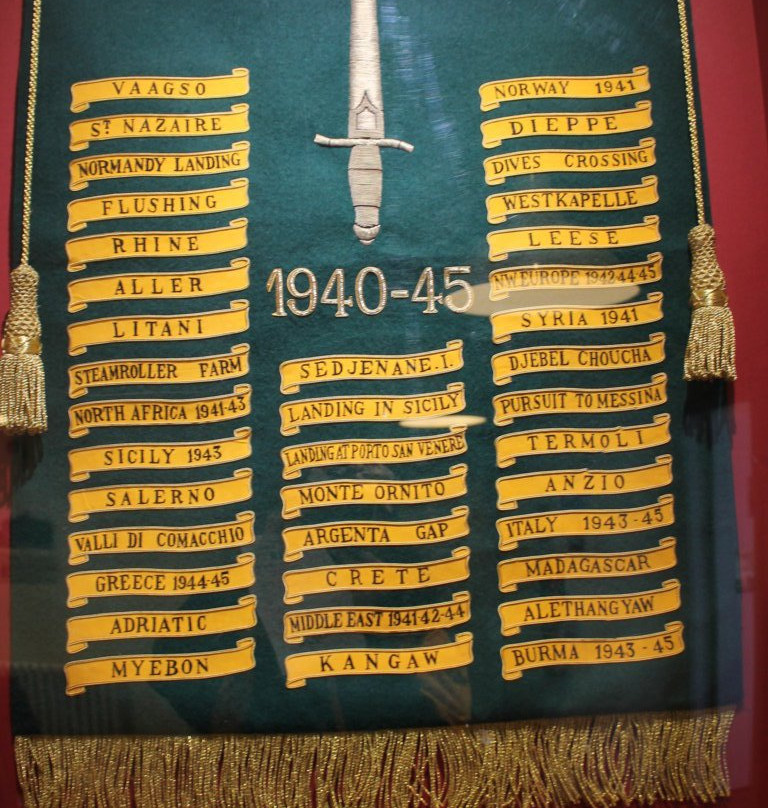 VAAGSO
ST NAZAIRE
NORMANDY LANDING
FLUSHING
RHINE
ALLER
LITANI
STEAMROLLER FARM
NORTH AFRICA 1941-43
SICILY 1943
SALERNO
VALLI DI COMACCHIO
GREECE 1944-45
ADRIATIC
MYEBON
1940-45
SEDJENANE.I.
LANDING IN SICILY
LANDING AT PORTO SAN VENERE
MONTE ORNITO
ARGENTA GAP
CRETE
MIDDLE EAST 1941-42-44
KANGAW
NORWAY 1941
DIEPPE
DIVES CROSSING
WESTKAPELLE
LEESE
N.W.EUROPE 1942-44-45
SYRIA 1941
DJEBEL CHOUCHA
PURSUIT TO MESSINA
TERMOLI
ANZIO
ITALY 1943-45
MADAGASCAR
ALETHANGYAW
BURMA 1943-45